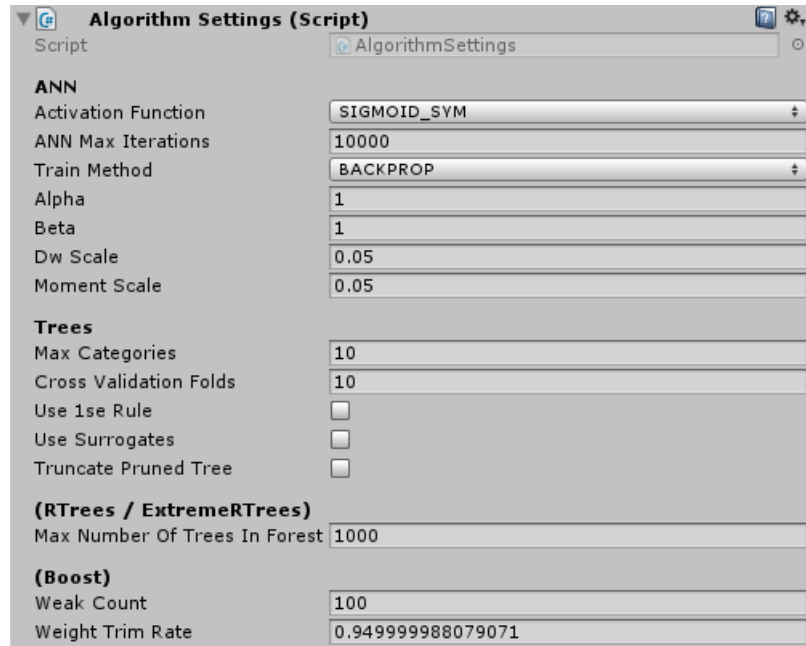 Algorithm Settings (Script)
Script AlgorithmSettings
ANN
Activation Function SIGMOID_SYM
ANN Max Iterations 10000
Train Method BACKPROP
Alpha 1
Beta 1
Dw Scale 0.05
Moment Scale 0.05
Trees
Max Categories 10
Cross Validation Folds 10
Use 1se Rule
Use Surrogates
Truncate Pruned Tree
(RTrees / ExtremeRTrees)
Max Number Of Trees In Forest 1000
(Boost)
Weak Count 100
Weight Trim Rate 0.949999988079071